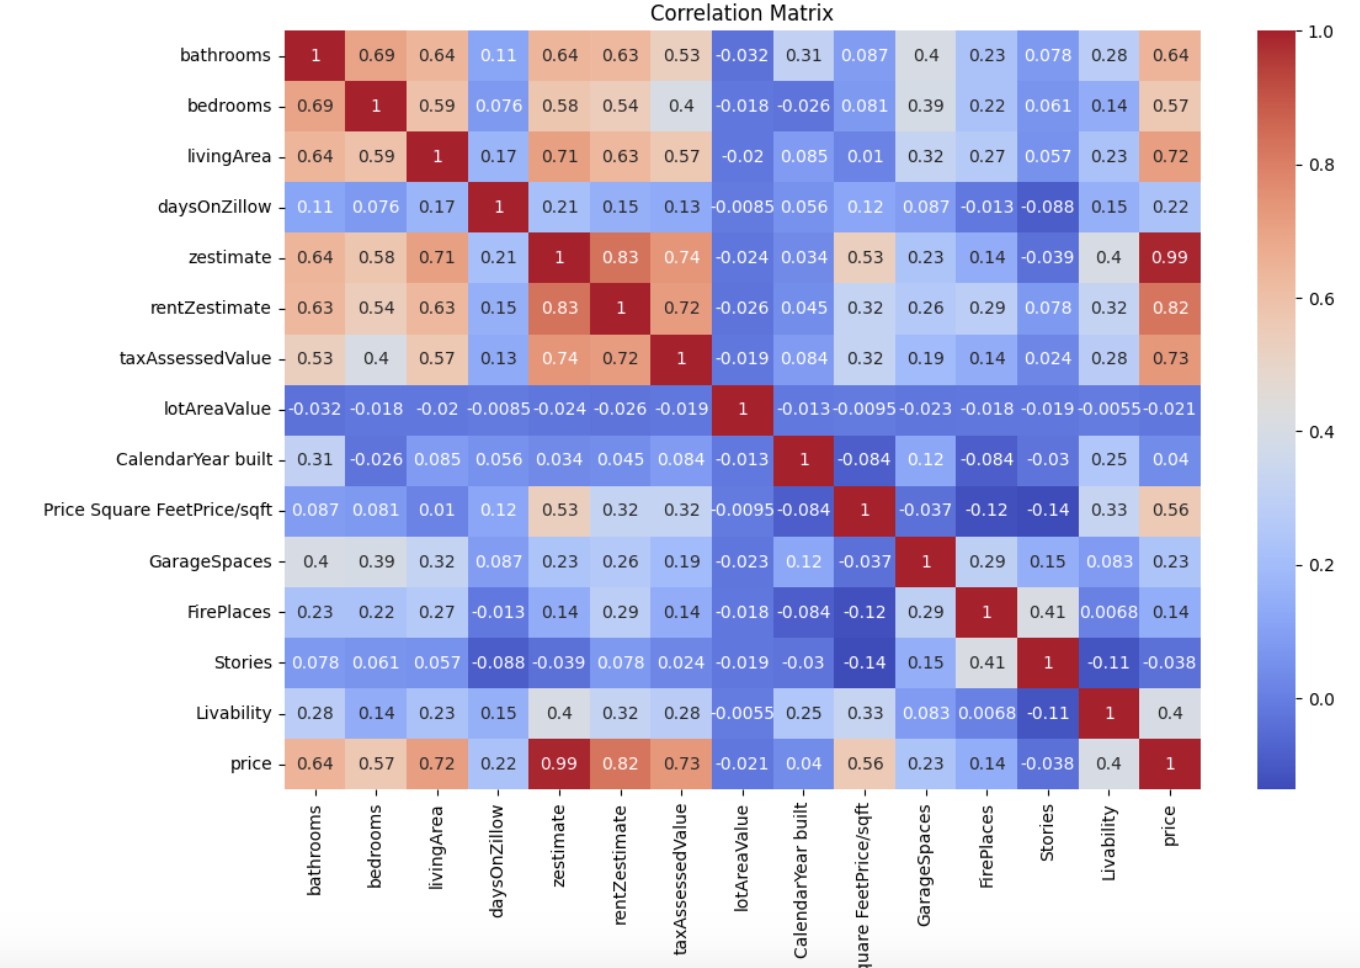 Correlation Matrix
bathrooms 1 0.69 0.64 0.11 0.64 0.63 0.53 -0.032 0.31 0.087 0.4 0.23 0.078 0.28 0.64
bedrooms 0.69 1 0.59 0.076 0.58 0.54 0.4 -0.018 -0.026 0.081 0.39 0.22 0.061 0.14 0.57
livingArea 0.64 0.59 1 0.17 0.71 0.63 0.57 -0.02 0.085 0.01 0.32 0.27 0.057 0.23 0.72
daysOnZillow 0.11 0.076 0.17 1 0.21 0.15 0.13 -0.0085 0.056 0.12 0.087 -0.013 -0.088 0.15 0.22
zestimate 0.64 0.58 0.71 0.21 1 0.83 0.74 -0.024 0.034 0.53 0.23 0.14 -0.039 0.4 0.99
rentZestimate 0.63 0.54 0.63 0.15 0.83 1 0.72 -0.026 0.045 0.32 0.26 0.29 0.078 0.32 0.82
taxAssessedValue 0.53 0.4 0.57 0.13 0.74 0.72 1 -0.019 0.084 0.32 0.19 0.14 0.024 0.28 0.73
lotAreaValue -0.032 -0.018 -0.02 -0.0085 -0.024 -0.026 -0.019 1 -0.013 -0.0095 -0.023 -0.018 -0.019 -0.0055 -0.021
CalendarYear built 0.31 -0.026 0.085 0.056 0.034 0.045 0.084 -0.013 1 -0.084 0.12 -0.084 -0.03 0.25 0.04
Price Square FeetPrice/sqft 0.087 0.081 0.01 0.12 0.53 0.32 0.32 -0.0095 -0.084 1 -0.037 -0.12 -0.14 0.33 0.56
GarageSpaces 0.4 0.39 0.32 0.087 0.23 0.26 0.19 -0.023 0.12 -0.037 1 0.29 0.15 0.083 0.23
FirePlaces 0.23 0.22 0.27 -0.013 0.14 0.29 0.14 -0.018 -0.084 -0.12 0.29 1 0.41 0.0068 0.14
Stories 0.078 0.061 0.057 -0.088 -0.039 0.078 0.024 -0.019 -0.03 -0.14 0.15 0.41 1 -0.11 -0.038
Livability 0.28 0.14 0.23 0.15 0.4 0.32 0.28 -0.0055 0.25 0.33 0.083 0.0068 -0.11 1 0.4
price 0.64 0.57 0.72 0.22 0.99 0.82 0.73 -0.021 0.04 0.56 0.23 0.14 -0.038 0.4 1
bathrooms
bedrooms
livingArea
daysOnZillow
zestimate
rentZestimate
taxAssessedValue
lotAreaValue
CalendarYear built
quare FeetPrice/sqft
GarageSpaces
FirePlaces
Stories
Livability
price
1.0
0.8
0.6
0.4
0.2
0.0